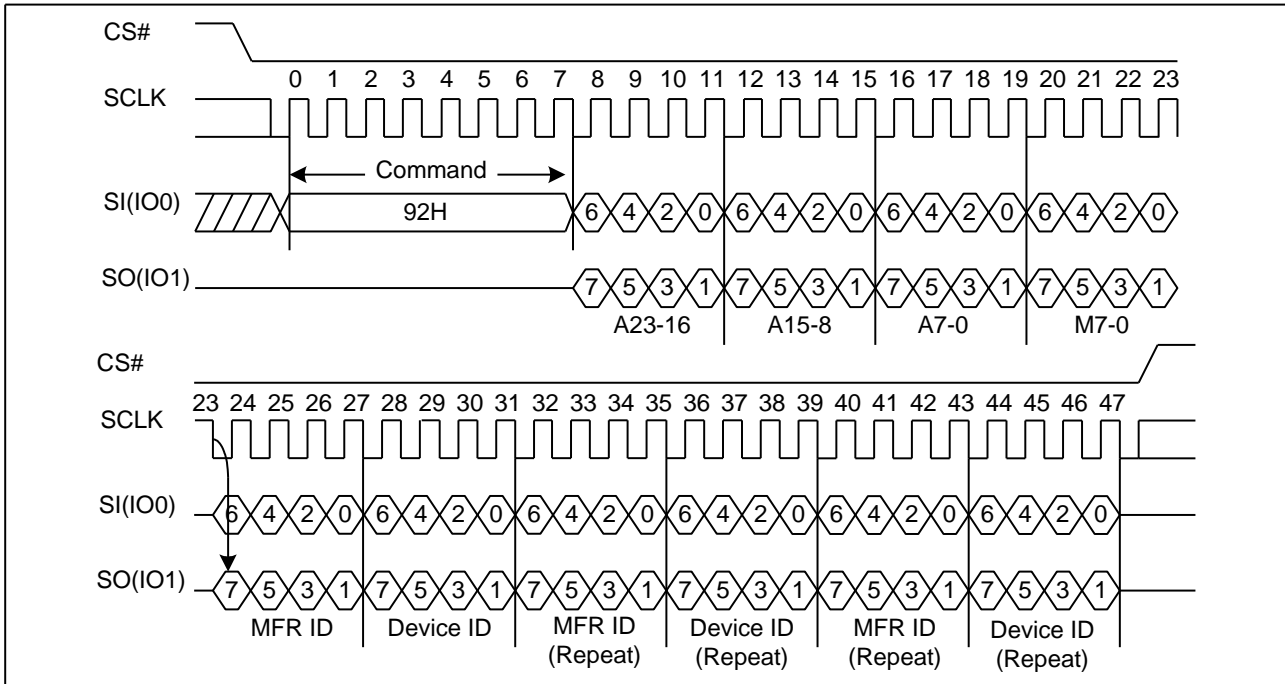 CS#
0 1 2 3 4 5 6 7 8 9 10 11 12 13 14 15 16 17 18 19 20 21 22 23
SCLK
Command
SI(IO0) 92H 6 4 2 0 6 4 2 0 6 4 2 0 6 4 2 0
SO(IO1) 7 5 3 1 7 5 3 1 7 5 3 1 7 5 3 1
A23-16 A15-8 A7-0 M7-0
CS#
23 24 25 26 27 28 29 30 31 32 33 34 35 36 37 38 39 40 41 42 43 44 45 46 47
SCLK
SI(IO0) 6 4 2 0 6 4 2 0 6 4 2 0 6 4 2 0 6 4 2 0 6 4 2 0
SO(IO1) 7 5 3 1 7 5 3 1 7 5 3 1 7 5 3 1 7 5 3 1 7 5 3 1
MFR ID Device ID MFR ID Device ID MFR ID Device ID
(Repeat) (Repeat) (Repeat) (Repeat)